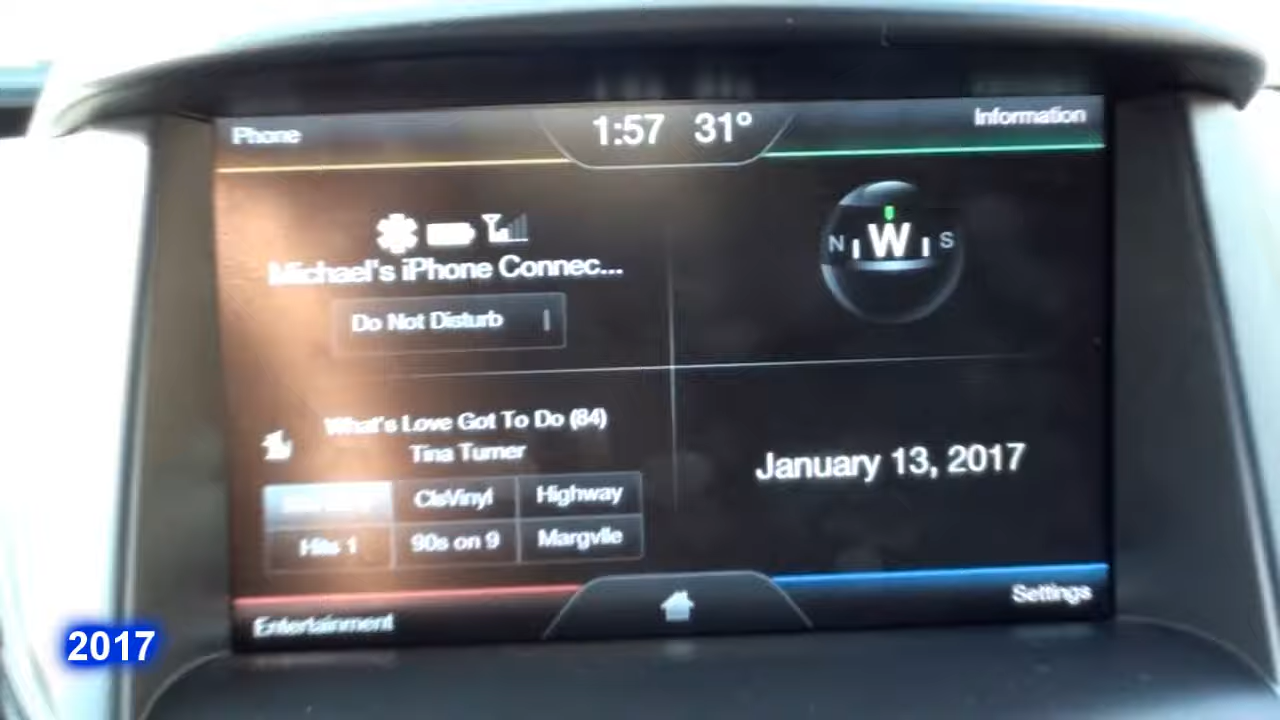 Phone
1:57 31°
Information
Michael's iPhone Connec...
Do Not Disturb
N W S
What's Love Got To Do (84)
Tina Turner
ClsVinyl
Highway
Hits 1
90s on 9
Margvlle
January 13, 2017
Entertainment
Settings
2017